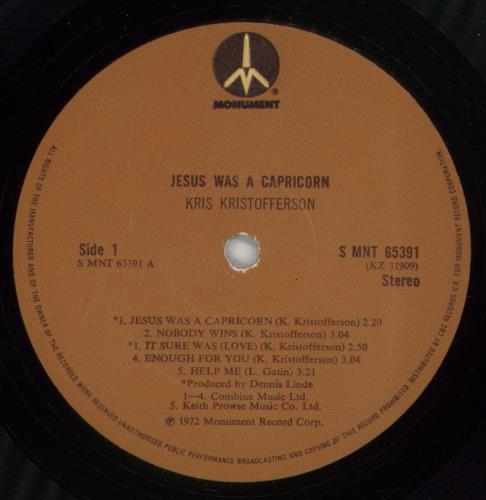 MONUMENT ®
JESUS WAS A CAPRICORN
KRIS KRISTOFFERSON
Side 1
S MNT 65391 A
S MNT 65391
(KZ 31909)
Stereo
*1. JESUS WAS A CAPRICORN (K. Kristofferson) 2.20
2. NOBODY WINS (K. Kristofferson) 3.04
*1. IT SURE WAS (LOVE) (K. Kristofferson) 2.50
4. ENOUGH FOR YOU (K. Kristofferson) 3.04
5. HELP ME (L. Gatin) 3.21
*Produced by Dennis Linde
1—4. Combine Music Ltd.
5. Keith Prowse Music Co. Ltd.
℗ 1972 Monument Record Corp.
ALL RIGHTS OF THE MANUFACTURER AND OF THE OWNER OF THE RECORDED WORK RESERVED UNAUTHORISED PUBLIC PERFORMANCE BROADCASTING AND COPYING OF THIS RECORD PROHIBITED. DISTRIBUTED BY CBS RECORDS U.K. FOR MONUMENT RECORD CORPORATION.